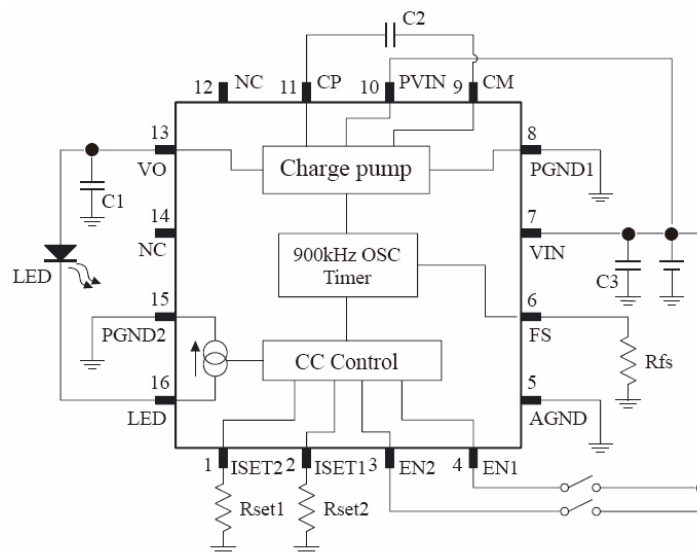 C2
12
NC
11
CP
10
PVIN
9
CM
13
VO
C1
Charge pump
8
PGND1
14
NC
7
VIN
900kHz OSC
Timer
LED
C3
15
PGND2
6
FS
CC Control
Rfs
16
LED
5
AGND
1
ISET2
2
ISET1
3
EN2
4
EN1
Rset1
Rset2